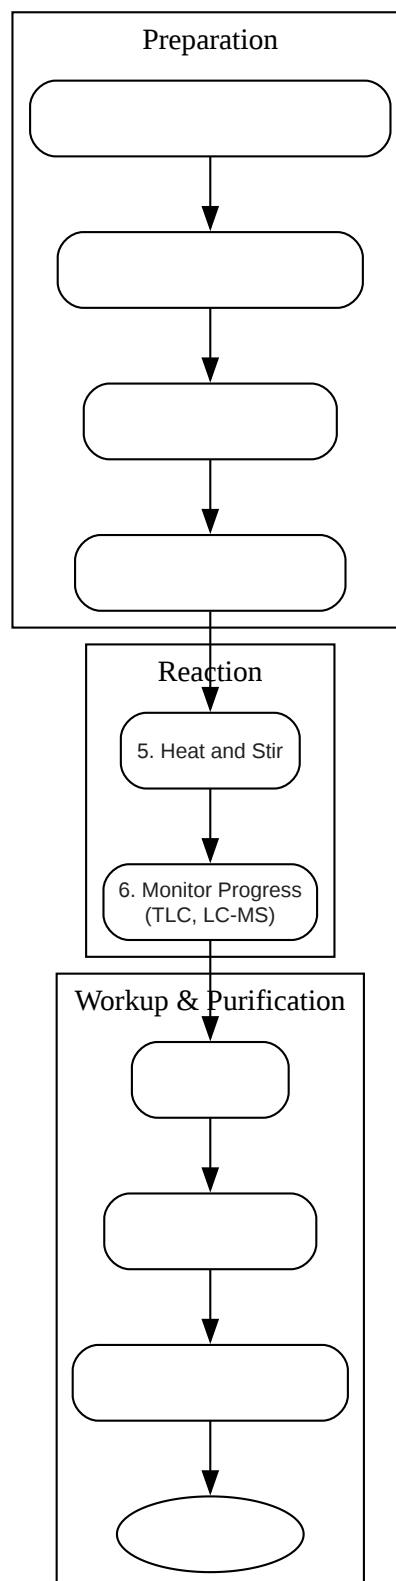 Preparation
Reaction
5. Heat and Stir
6. Monitor Progress
(TLC, LC-MS)
Workup & Purification